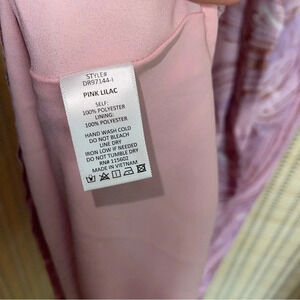 STYLE#
DR97144-I
PINK LILAC
SELF:
100% POLYESTER
LINING:
100% POLYESTER
HAND WASH COLD
DO NOT BLEACH
LINE DRY
IRON LOW IF NEEDED
DO NOT TUMBLE DRY
RN# 115602
MADE IN VIETNAM